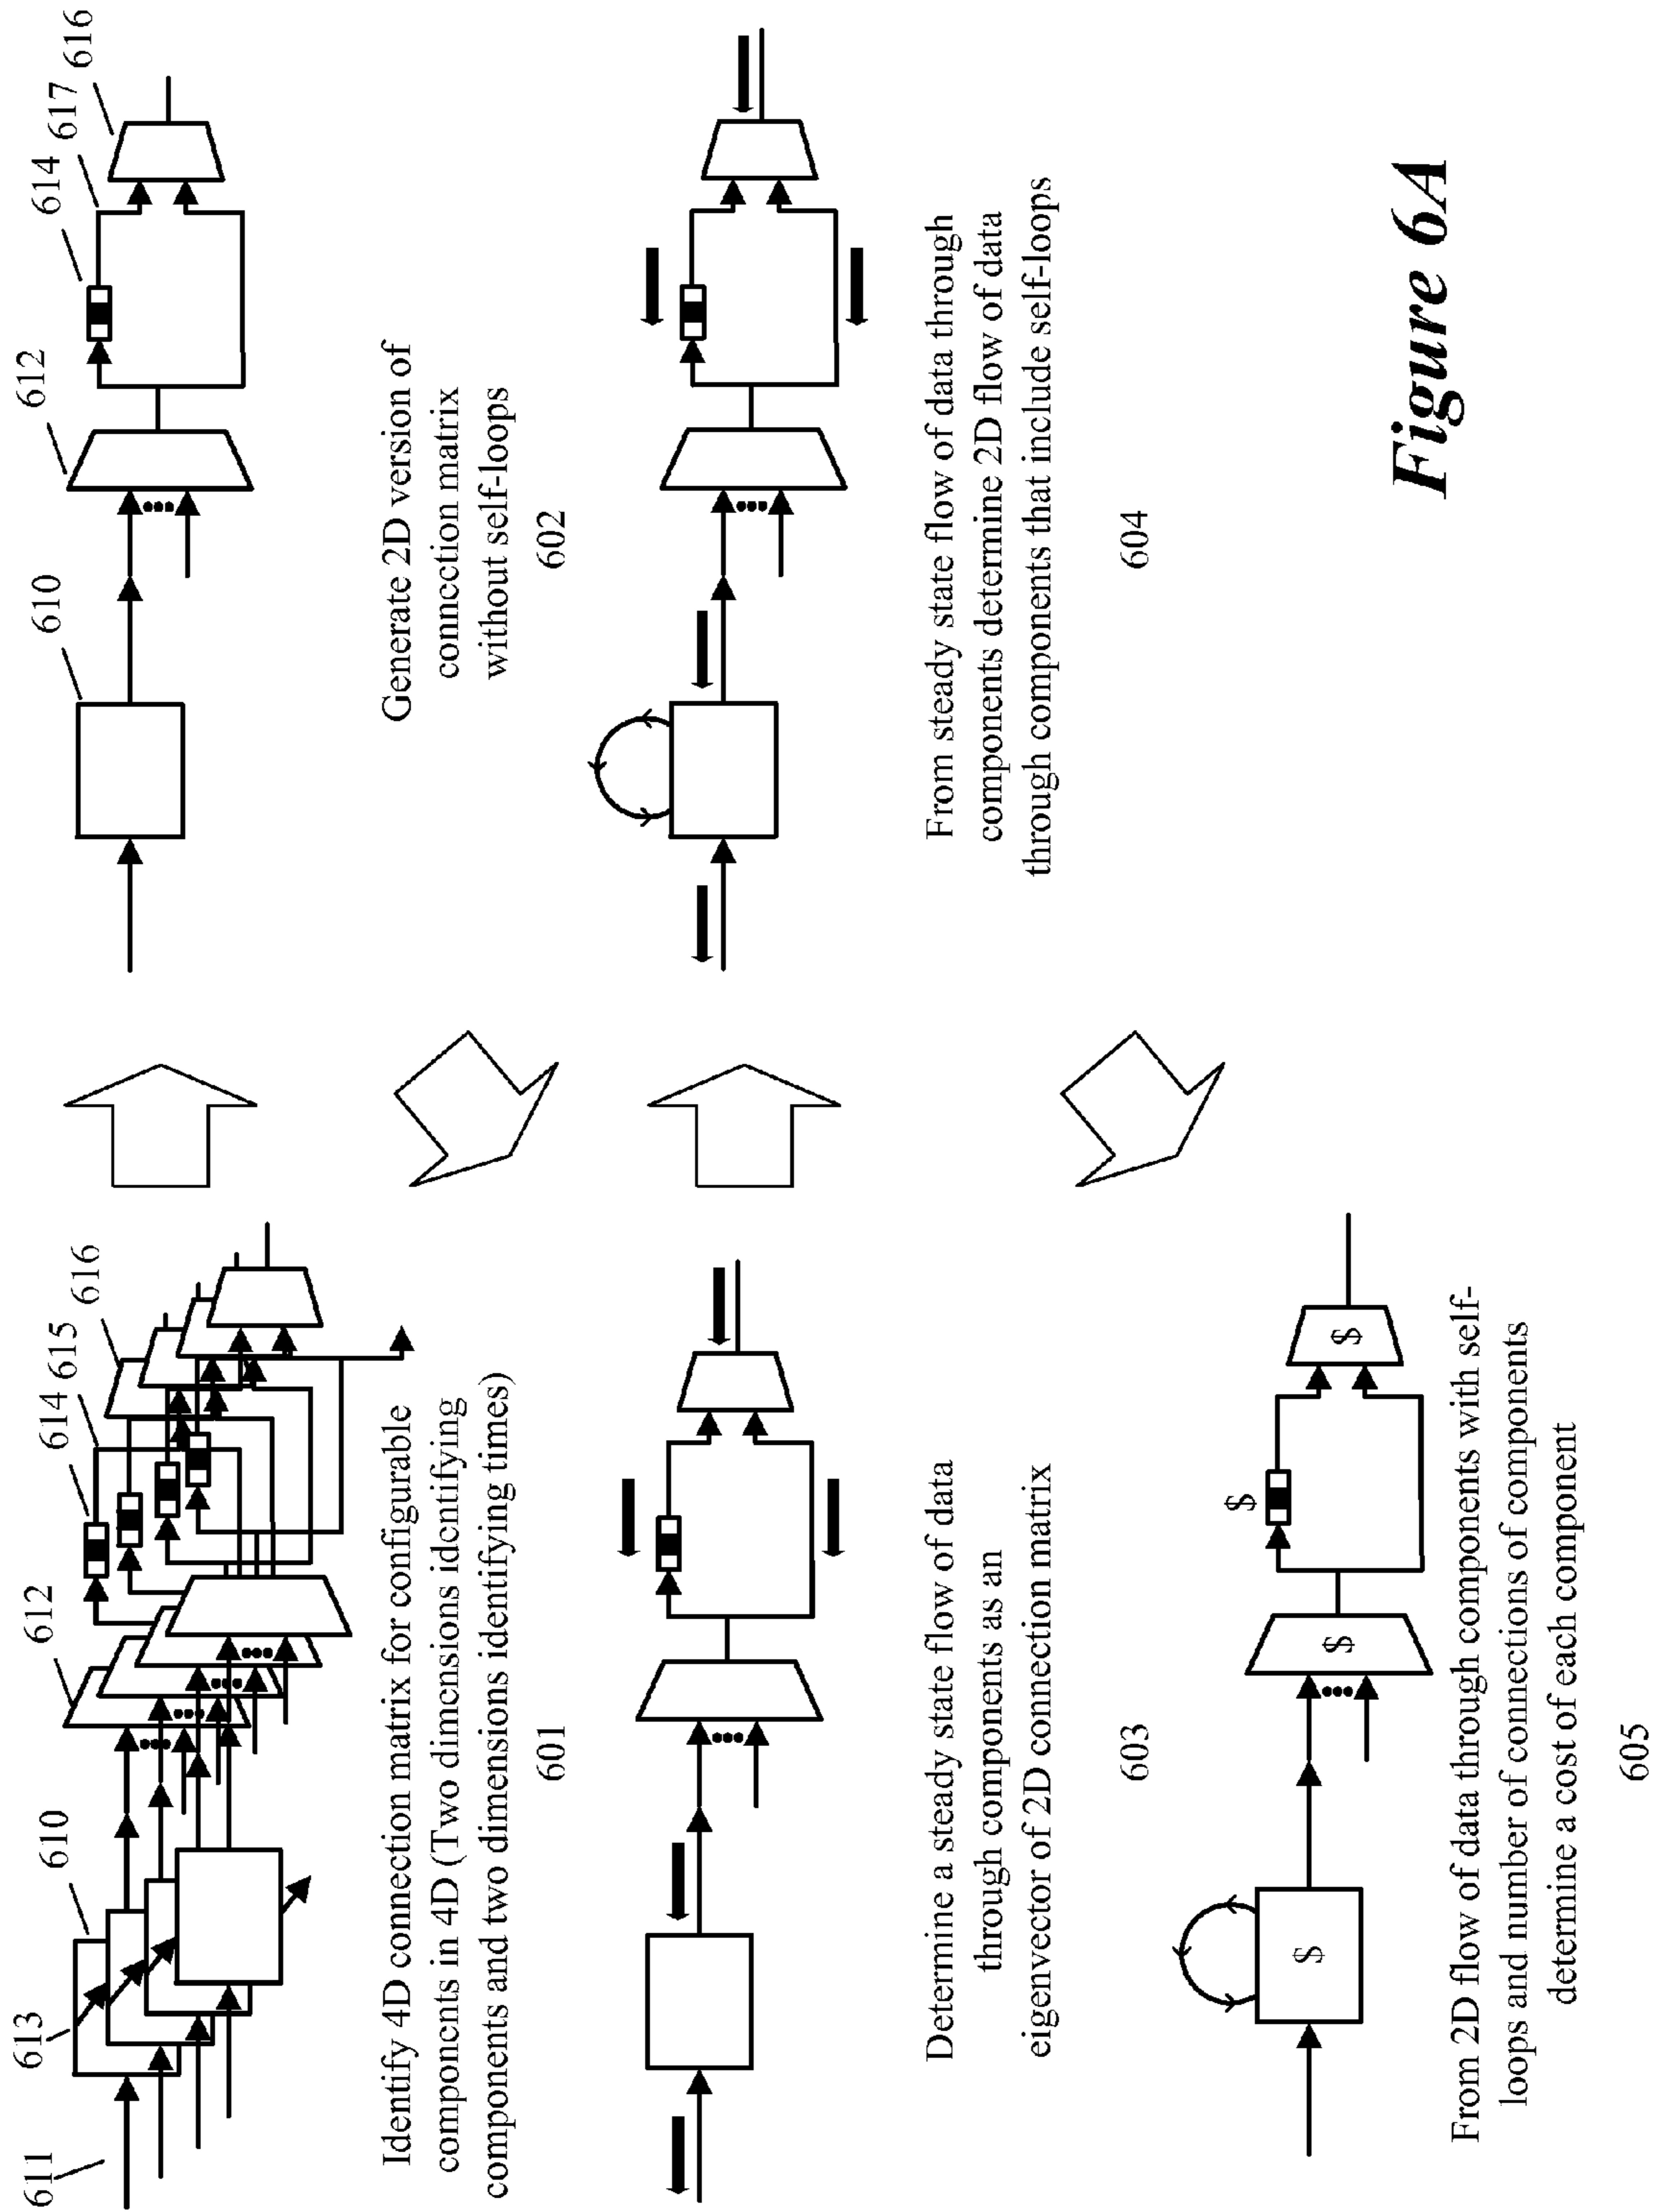 611
613
610
612
614
615
616
Identify 4D connection matrix for configurable
components in 4D (Two dimensions identifying
components and two dimensions identifying times)
601
610
612
614
617
616
Generate 2D version of
connection matrix
without self-loops
602
Determine a steady state flow of data
through components as an
eigenvector of 2D connection matrix
603
From steady state flow of data through
components determine 2D flow of data
through components that include self-loops
604
$
$
$
$
From 2D flow of data through components with self-
loops and number of connections of components
determine a cost of each component
605
Figure 6A